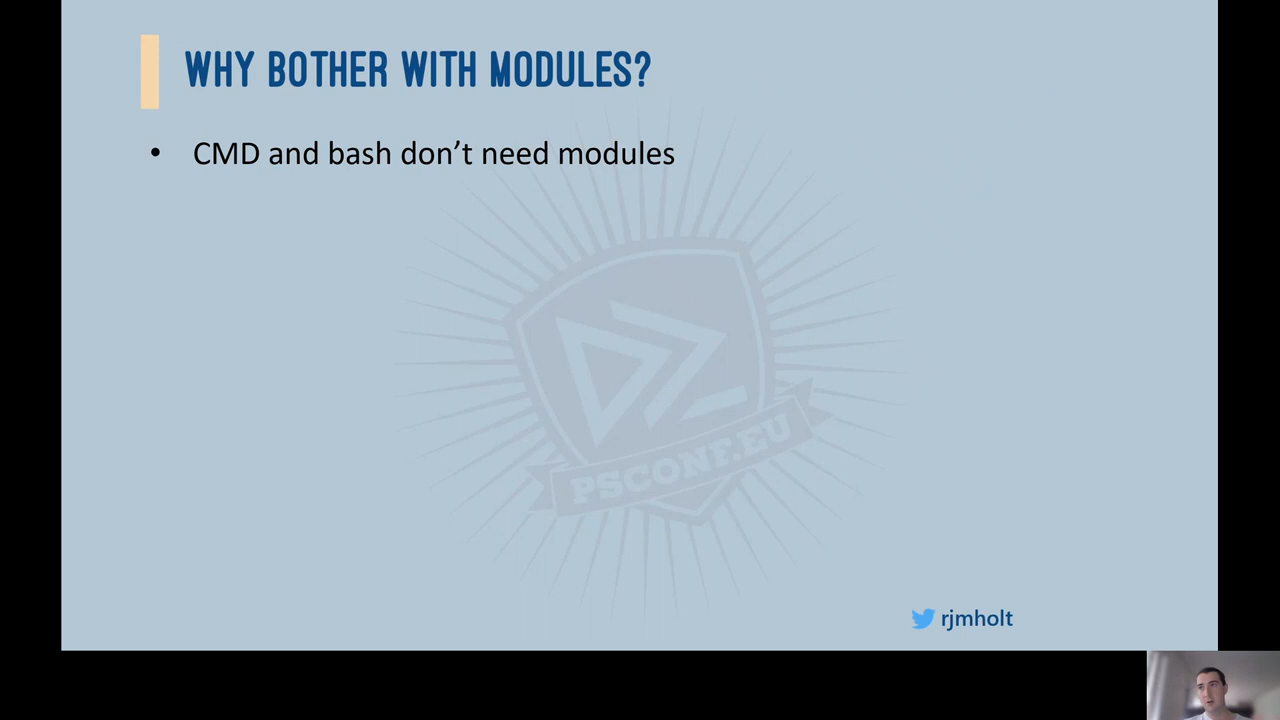 WHY BOTHER WITH MODULES?
• CMD and bash don't need modules
PSCONF.EU
rjmholt